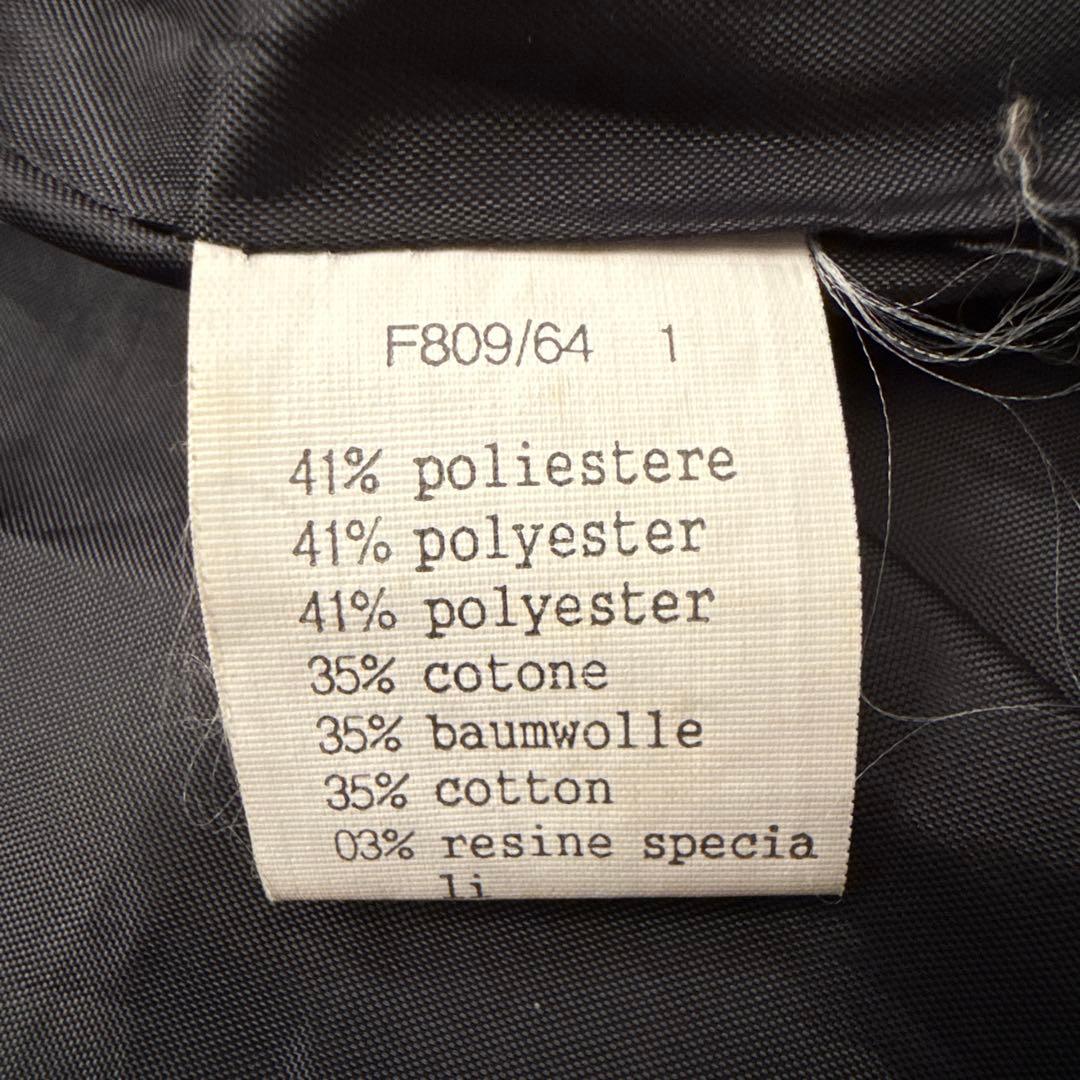 F809/64 1
41% poliestere
41% polyester
41% polyester
35% cotone
35% baumwolle
35% cotton
03% resine specia
li